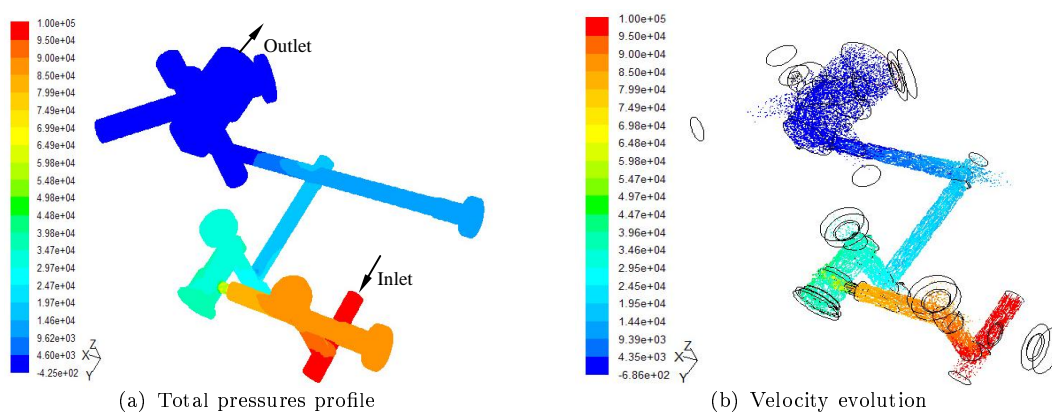 1.00e+05
9.50e+04
9.00e+04
8.50e+04
7.99e+04
7.49e+04
6.99e+04
6.49e+04
5.98e+04
5.48e+04
4.98e+04
4.48e+04
3.98e+04
3.47e+04
2.97e+04
2.47e+04
1.97e+04
1.47e+04
9.62e+03
4.60e+03
-4.25e+02
Outlet
Inlet
Z
X
Y
(a) Total pressures profile
1.00e+05
9.50e+04
9.00e+04
8.50e+04
7.99e+04
7.49e+04
6.99e+04
6.48e+04
5.98e+04
5.47e+04
4.97e+04
4.47e+04
3.96e+04
3.46e+04
2.96e+04
2.45e+04
1.95e+04
1.44e+04
9.39e+03
4.35e+03
-6.86e+02
Z
X
Y
(b) Velocity evolution